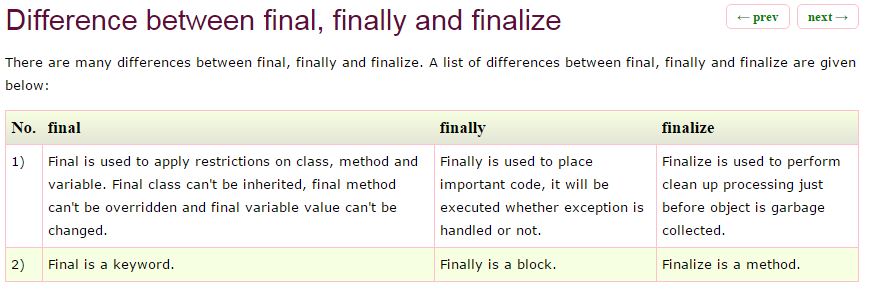 Difference between final, finally and finalize
← prev next →
There are many differences between final, finally and finalize. A list of differences between final, finally and finalize are given
below:
No. final finally finalize
1) Final is used to apply restrictions on class, method and
variable. Final class can't be inherited, final method
can't be overridden and final variable value can't be
changed.
Finally is used to place
important code, it will be
executed whether exception is
handled or not.
Finalize is used to perform
clean up processing just
before object is garbage
collected.
2) Final is a keyword. Finally is a block. Finalize is a method.